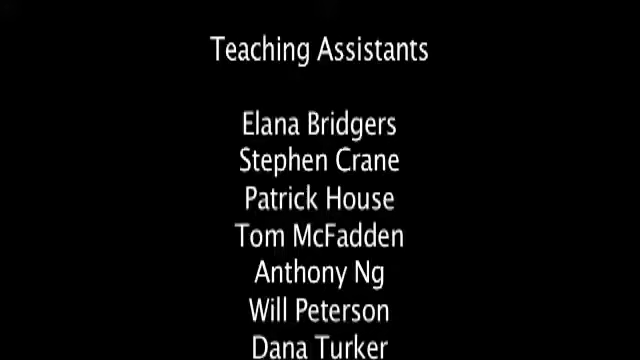 Teaching Assistants
Elana Bridgers
Stephen Crane
Patrick House
Tom McFadden
Anthony Ng
Will Peterson
Dana Turker